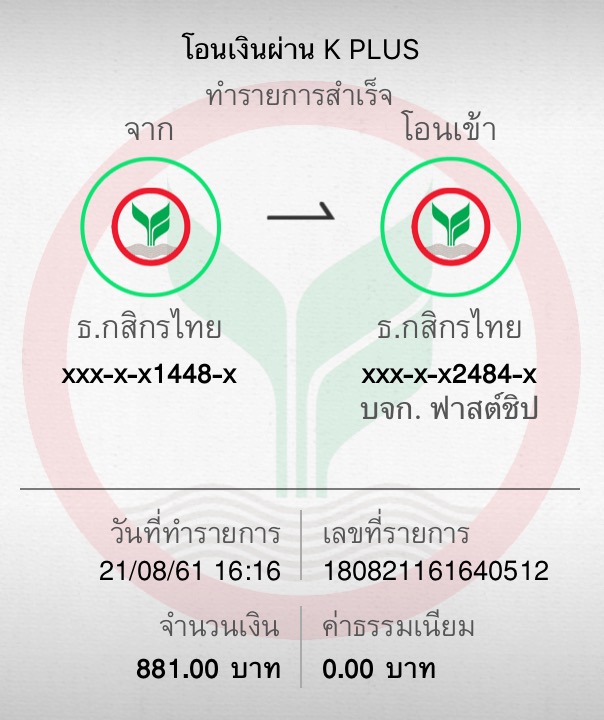 โอนเงินผ่าน K PLUS
ทำรายการสำเร็จ
จาก
โอนเข้า
ธ.กสิกรไทย
ธ.กสิกรไทย
xxx-x-x1448-x
xxx-x-x2484-x
บจก. ฟาสต์ชิป
วันที่ทำรายการ
เลขที่รายการ
21/08/61 16:16
180821161640512
จำนวนเงิน
ค่าธรรมเนียม
881.00 บาท
0.00 บาท